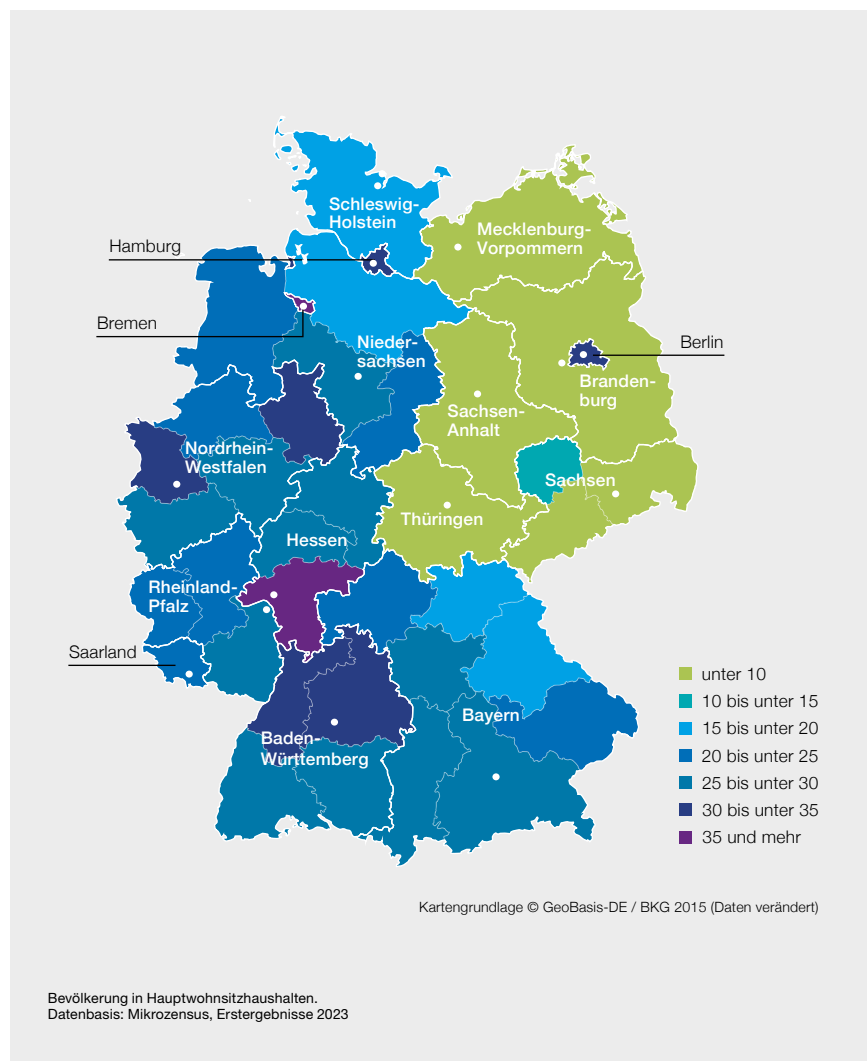 Schleswig-
Holstein
Mecklenburg-
Vorpommern
Hamburg
Bremen
Berlin
Nieder-
sachsen
Branden-
burg
Sachsen-
Anhalt
Nordrhein-
Westfalen
Sachsen
Thüringen
Hessen
Rheinland-
Pfalz
Saarland
Bayern
Baden-
Württemberg
unter 10
10 bis unter 15
15 bis unter 20
20 bis unter 25
25 bis unter 30
30 bis unter 35
35 und mehr
Kartengrundlage © GeoBasis-DE / BKG 2015 (Daten verändert)
Bevölkerung in Hauptwohnsitzhaushalten.
Datenbasis: Mikrozensus, Erstergebnisse 2023